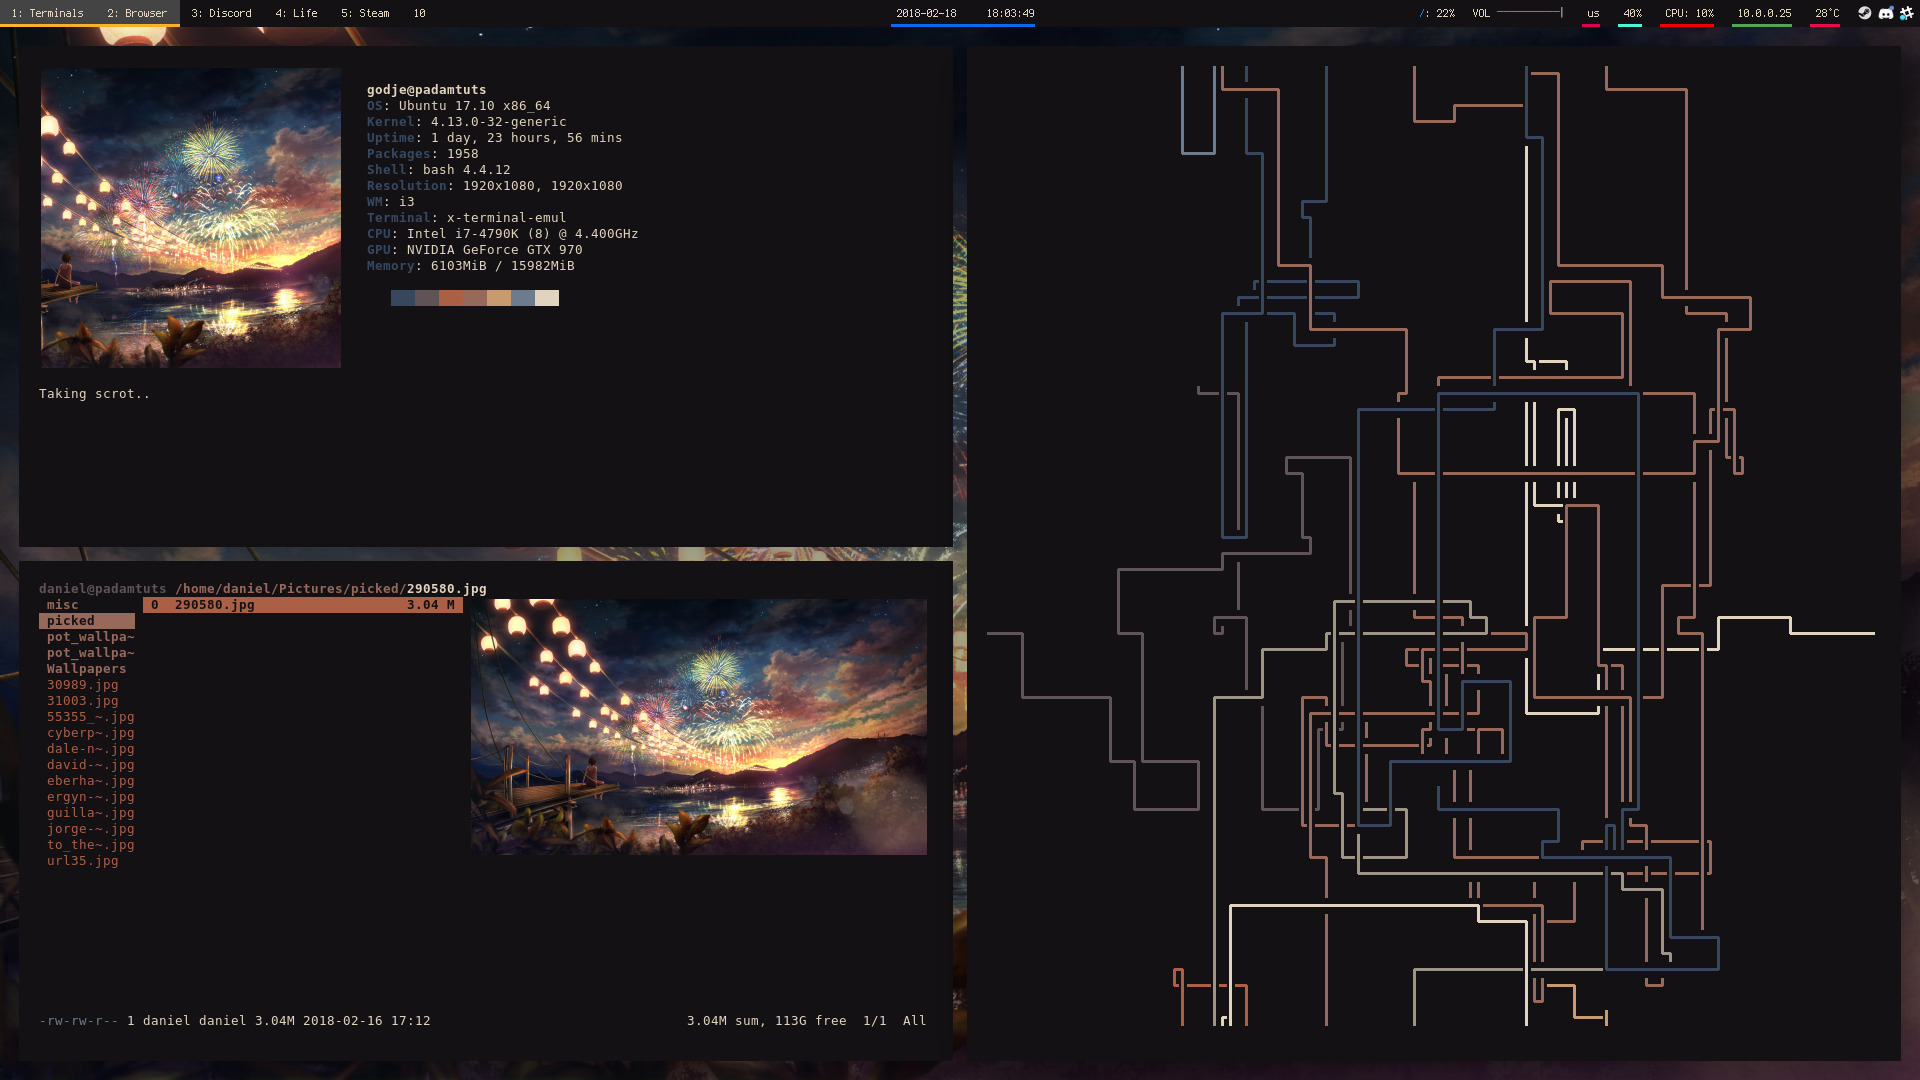 1: Terminals 2: Browser 3: Discord 4: Life 5: Steam 10 2018-02-18 18:03:49 /: 22% VOL us 40% CPU: 10% 10.0.0.25 28°C
godje@padamtuts
OS: Ubuntu 17.10 x86_64
Kernel: 4.13.0-32-generic
Uptime: 1 day, 23 hours, 56 mins
Packages: 1958
Shell: bash 4.4.12
Resolution: 1920x1080, 1920x1080
WM: i3
Terminal: x-terminal-emul
CPU: Intel i7-4790K (8) @ 4.400GHz
GPU: NVIDIA GeForce GTX 970
Memory: 6103MiB / 15982MiB
Taking scrot..
daniel@padamtuts /home/daniel/Pictures/picked/290580.jpg
misc 0 290580.jpg 3.04 M
picked
pot_wallpa~
pot_wallpa~
Wallpapers
30989.jpg
31003.jpg
55355_~.jpg
cyberp~.jpg
dale-n~.jpg
david-~.jpg
eberha~.jpg
ergyn-~.jpg
guilla~.jpg
jorge-~.jpg
to_the~.jpg
url35.jpg
-rw-rw-r-- 1 daniel daniel 3.04M 2018-02-16 17:12 3.04M sum, 113G free 1/1 All